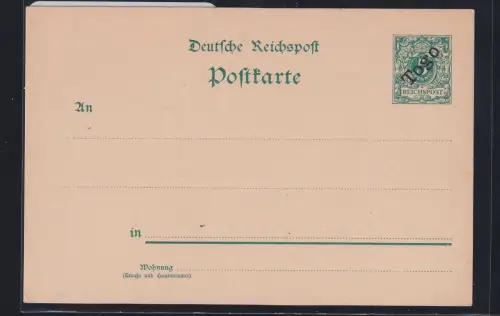 Deutsche Reichspost
Postkarte
Togo
REICHSPOST
An
in
Wohnung
(Straße und Hausnummer)